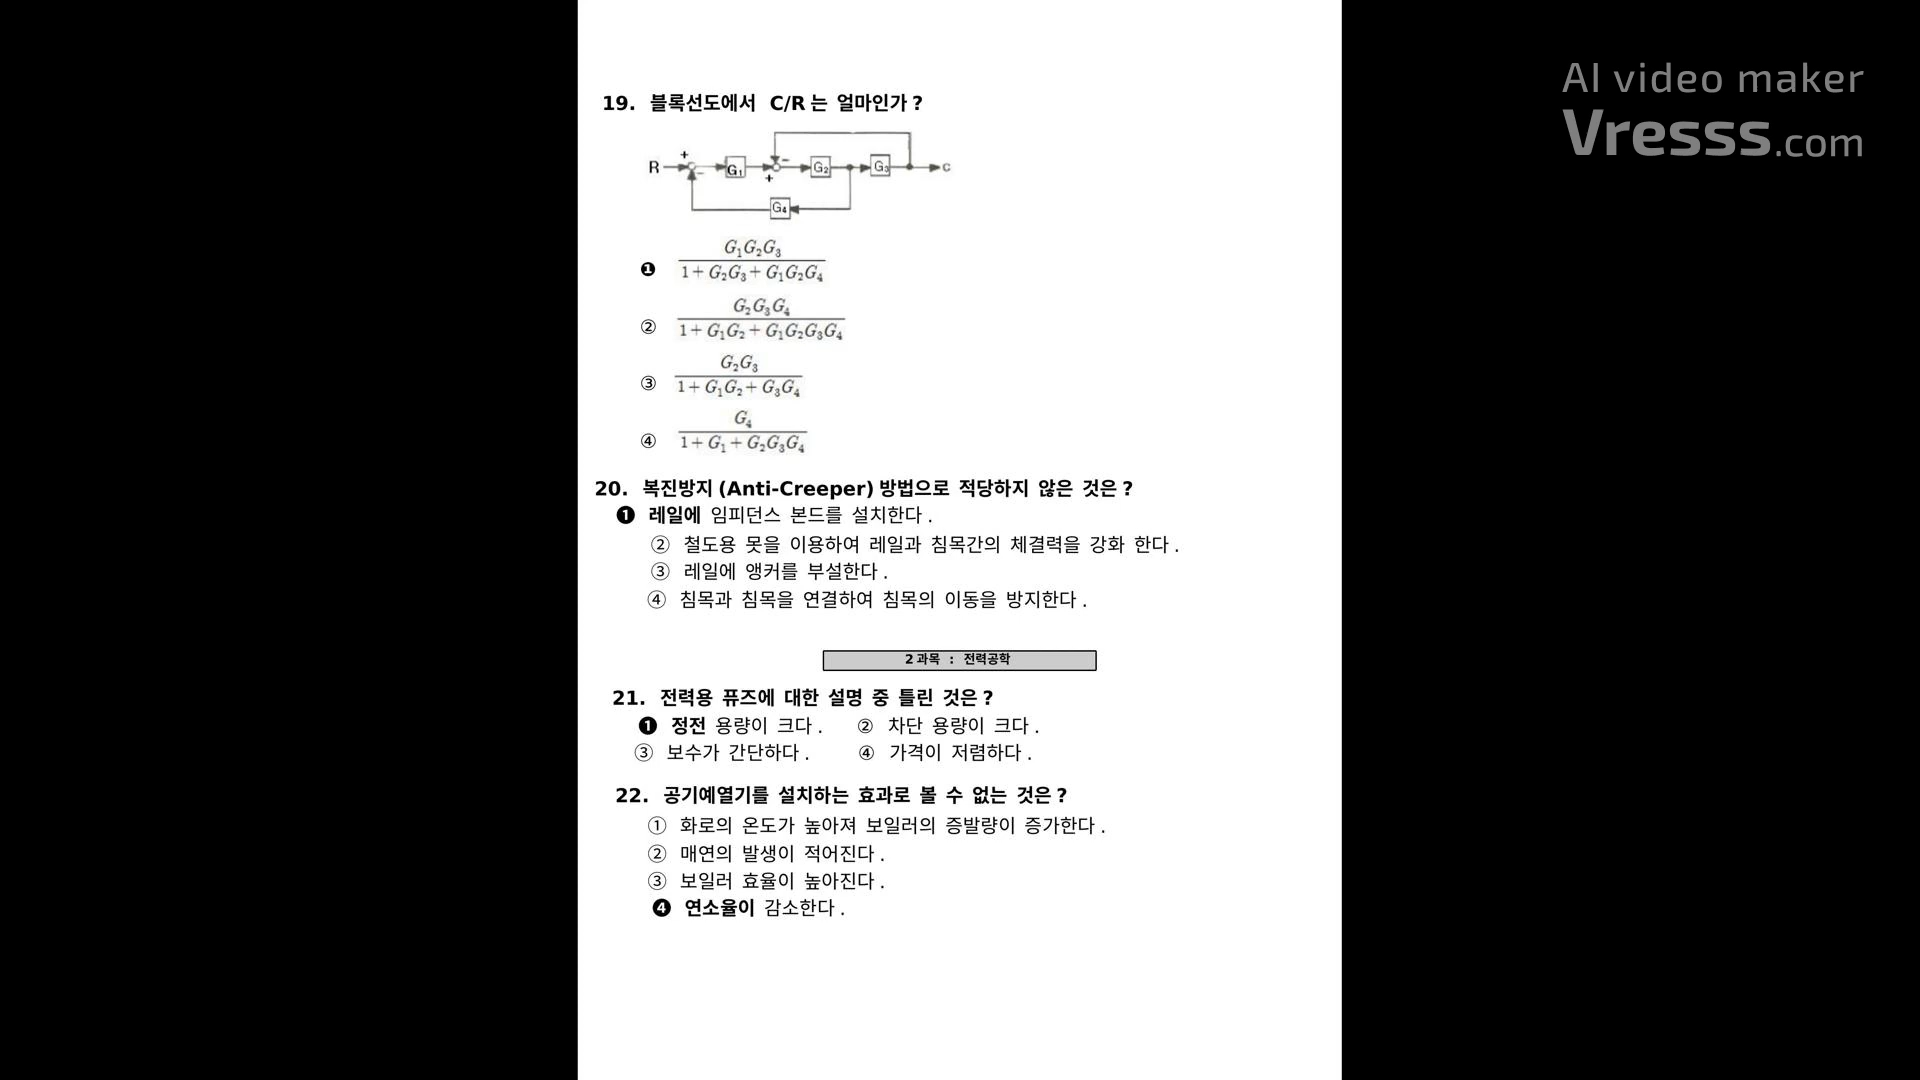 AI video maker
Vresss.com
19. 블록선도에서 C/R 는 얼마인가 ?
R + - G₁ + - G₂ G₃ c
G₄
❶ G₁G₂G₃ / 1 + G₂G₃ + G₁G₂G₄
② G₂G₃G₄ / 1 + G₁G₂ + G₁G₂G₃G₄
③ G₂G₃ / 1 + G₁G₂ + G₃G₄
④ G₄ / 1 + G₁ + G₂G₃G₄
20. 복진방지 (Anti-Creeper) 방법으로 적당하지 않은 것은 ?
❶ 레일에 임피던스 본드를 설치한다 .
② 철도용 못을 이용하여 레일과 침목간의 체결력을 강화 한다 .
③ 레일에 앵커를 부설한다 .
④ 침목과 침목을 연결하여 침목의 이동을 방지한다 .
2 과목 : 전력공학
21. 전력용 퓨즈에 대한 설명 중 틀린 것은 ?
❶ 정전 용량이 크다 . ② 차단 용량이 크다 .
③ 보수가 간단하다 . ④ 가격이 저렴하다 .
22. 공기예열기를 설치하는 효과로 볼 수 없는 것은 ?
① 화로의 온도가 높아져 보일러의 증발량이 증가한다 .
② 매연의 발생이 적어진다 .
③ 보일러 효율이 높아진다 .
❹ 연소율이 감소한다 .